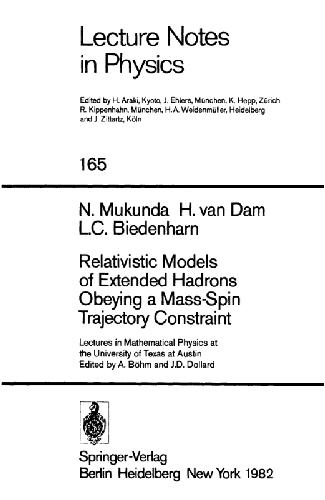 Lecture Notes
in Physics
Edited by H. Araki, Kyoto, J. Ehlers, München, K. Hepp, Zürich
R. Kippenhahn, München, H. A. Weidenmüller, Heidelberg
and J. Zittartz, Köln
165
N. Mukunda H. van Dam
L.C. Biedenharn
Relativistic Models
of Extended Hadrons
Obeying a Mass-Spin
Trajectory Constraint
Lectures in Mathematical Physics at
the University of Texas at Austin
Edited by A. Böhm and J.D. Dollard
Springer-Verlag
Berlin Heidelberg New York 1982